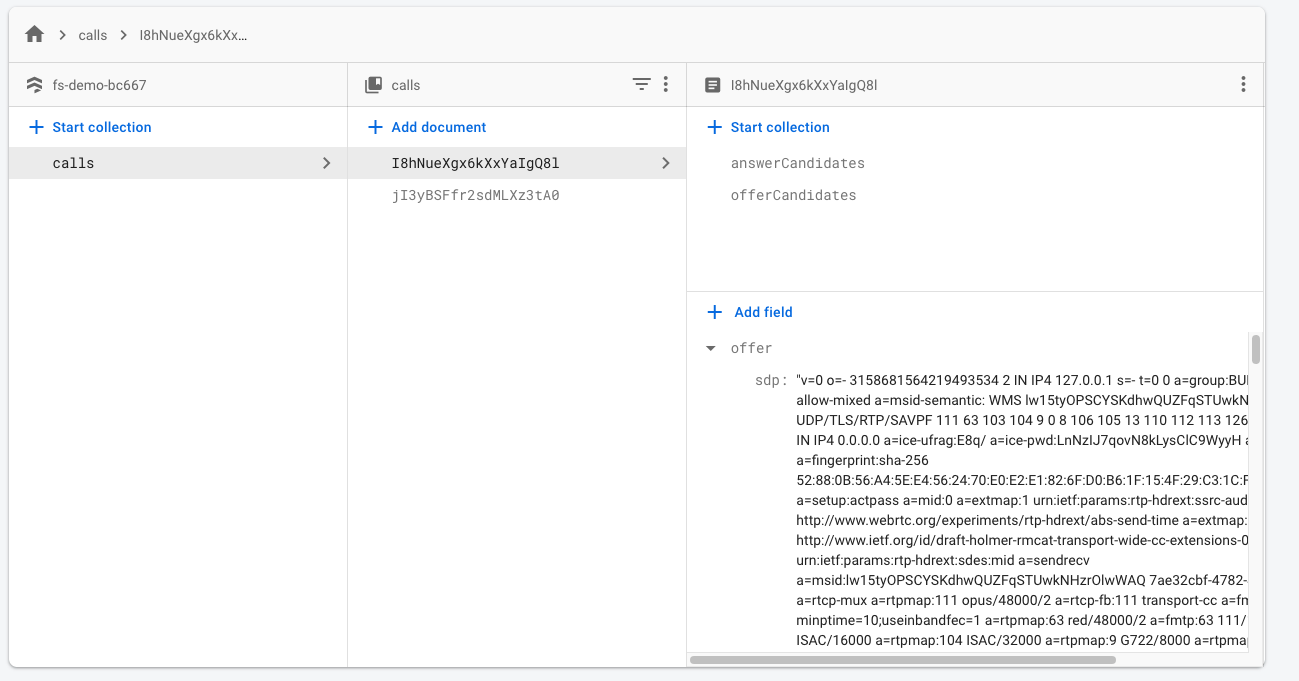 calls I8hNueXgx6kXx…
fs-demo-bc667
calls
I8hNueXgx6kXxYaIgQ8l
Start collection
Add document
Start collection
calls
I8hNueXgx6kXxYaIgQ8l
answerCandidates
jI3yBSFfr2sdMLXz3tA0
offerCandidates
Add field
offer
sdp: "v=0 o=- 3158681564219493534 2 IN IP4 127.0.0.1 s=- t=0 0 a=group:BU
allow-mixed a=msid-semantic: WMS lw15tyOPSCYSKdhwQUZFqSTUwkN
UDP/TLS/RTP/SAVPF 111 63 103 104 9 0 8 106 105 13 110 112 113 126
IN IP4 0.0.0.0 a=ice-ufrag:E8q/ a=ice-pwd:LnNzIJ7qovN8kLysClC9WyyH
a=fingerprint:sha-256
52:88:0B:56:A4:5E:E4:56:24:70:E0:E2:E1:82:6F:D0:B6:1F:15:4F:29:C3:1C:F
a=setup:actpass a=mid:0 a=extmap:1 urn:ietf:params:rtp-hdrext:ssrc-aud
http://www.webrtc.org/experiments/rtp-hdrext/abs-send-time a=extmap:
http://www.ietf.org/id/draft-holmer-rmcat-transport-wide-cc-extensions-0
urn:ietf:params:rtp-hdrext:sdes:mid a=sendrecv
a=msid:lw15tyOPSCYSKdhwQUZFqSTUwkNHzrOlwWAQ 7ae32cbf-4782-
a=rtcp-mux a=rtpmap:111 opus/48000/2 a=rtcp-fb:111 transport-cc a=fm
minptime=10;useinbandfec=1 a=rtpmap:63 red/48000/2 a=fmtp:63 111/
ISAC/16000 a=rtpmap:104 ISAC/32000 a=rtpmap:9 G722/8000 a=rtpma